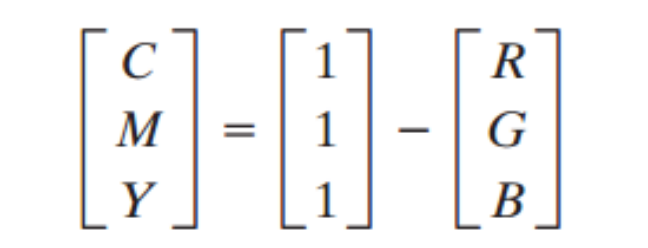 C 1 R
M = 1 − G
Y 1 B